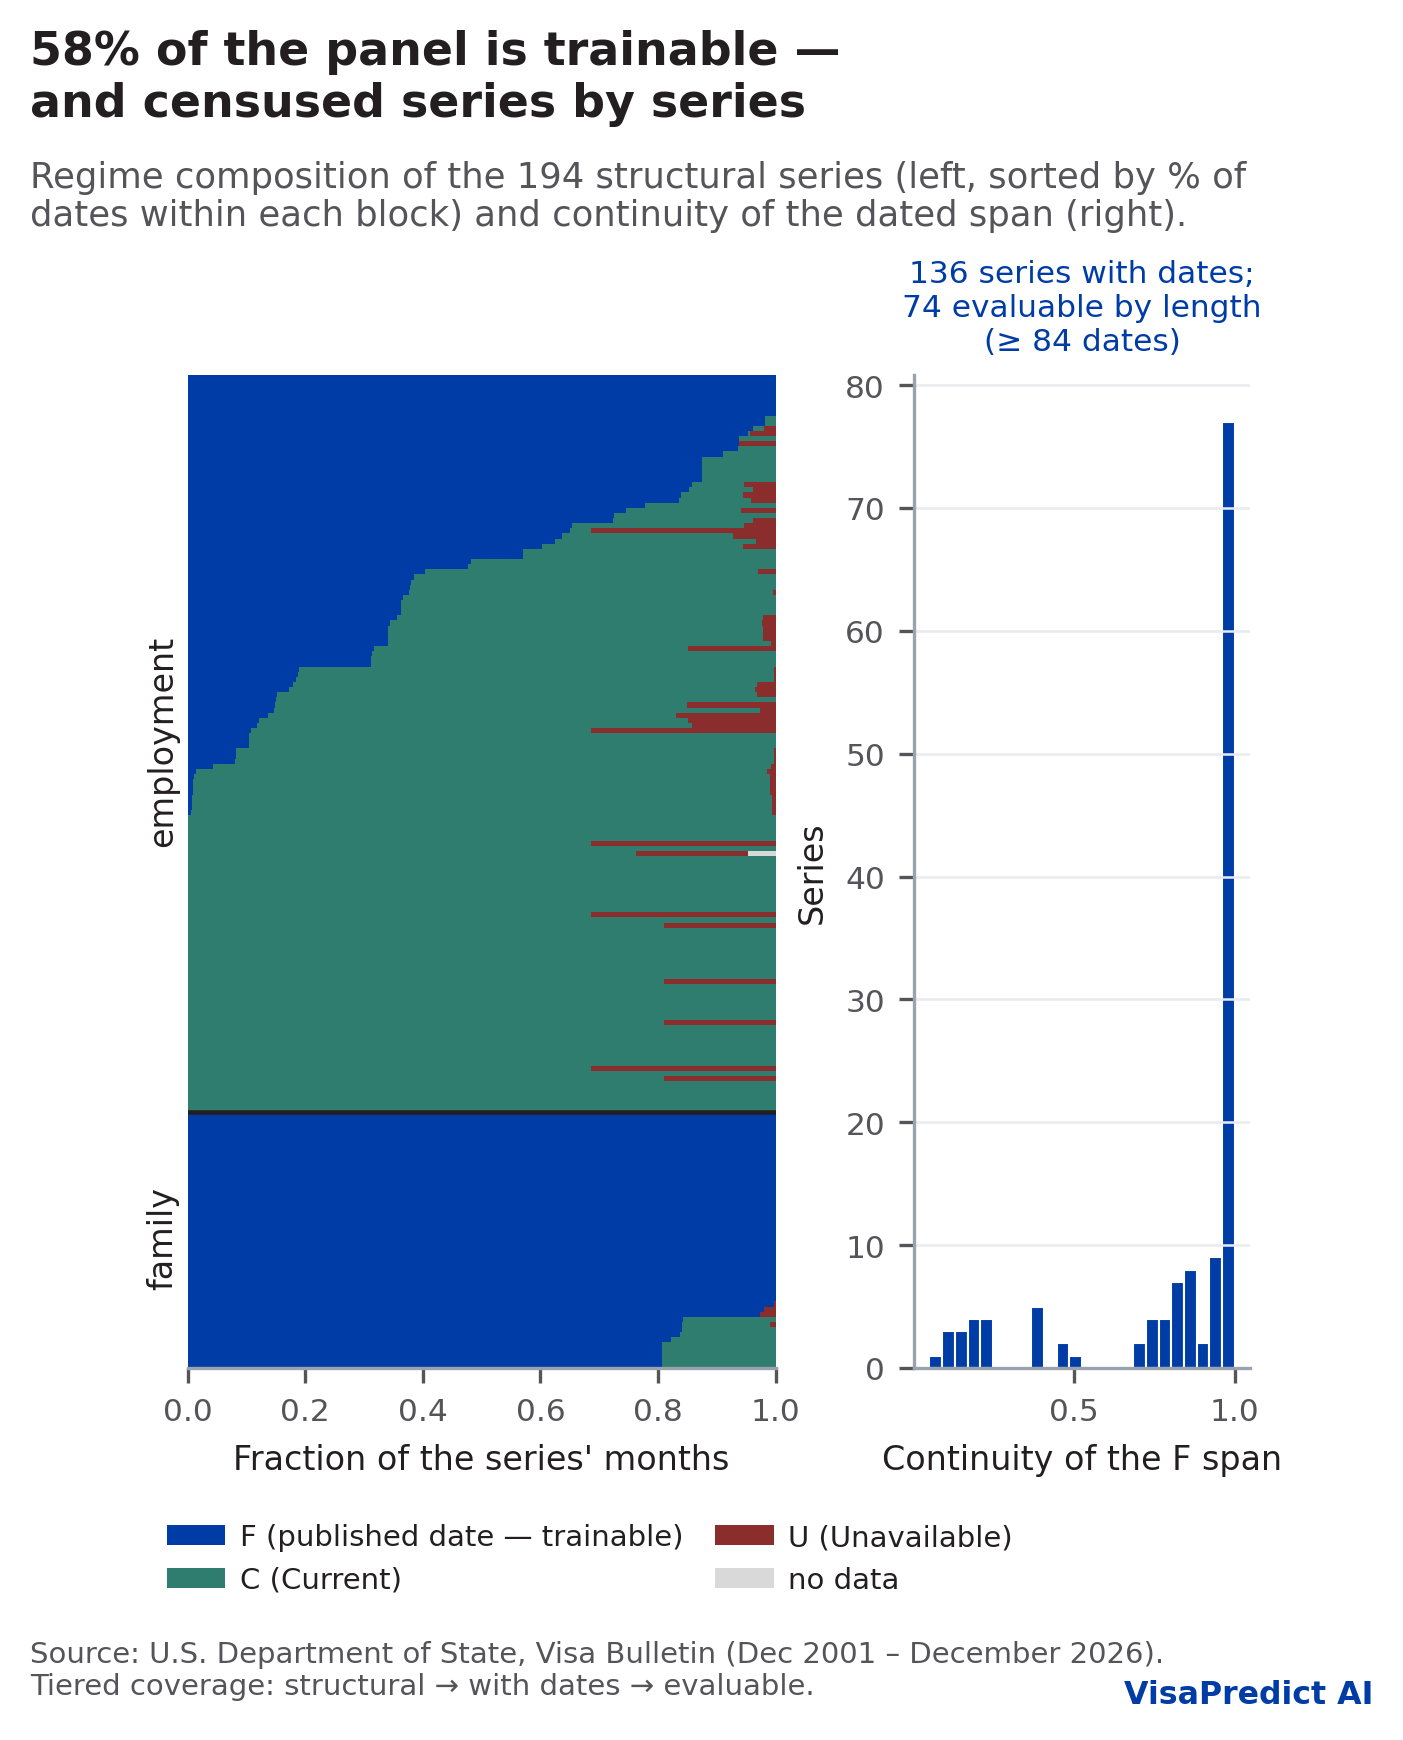 58% of the panel is trainable —
and censused series by series
Regime composition of the 194 structural series (left, sorted by % of
dates within each block) and continuity of the dated span (right).
136 series with dates;
74 evaluable by length
(≥ 84 dates)
employment
family
0.0 0.2 0.4 0.6 0.8 1.0
Fraction of the series' months
Series
80
70
60
50
40
30
20
10
0
0.5 1.0
Continuity of the F span
F (published date — trainable)
C (Current)
U (Unavailable)
no data
Source: U.S. Department of State, Visa Bulletin (Dec 2001 – December 2026).
Tiered coverage: structural → with dates → evaluable.
VisaPredict AI